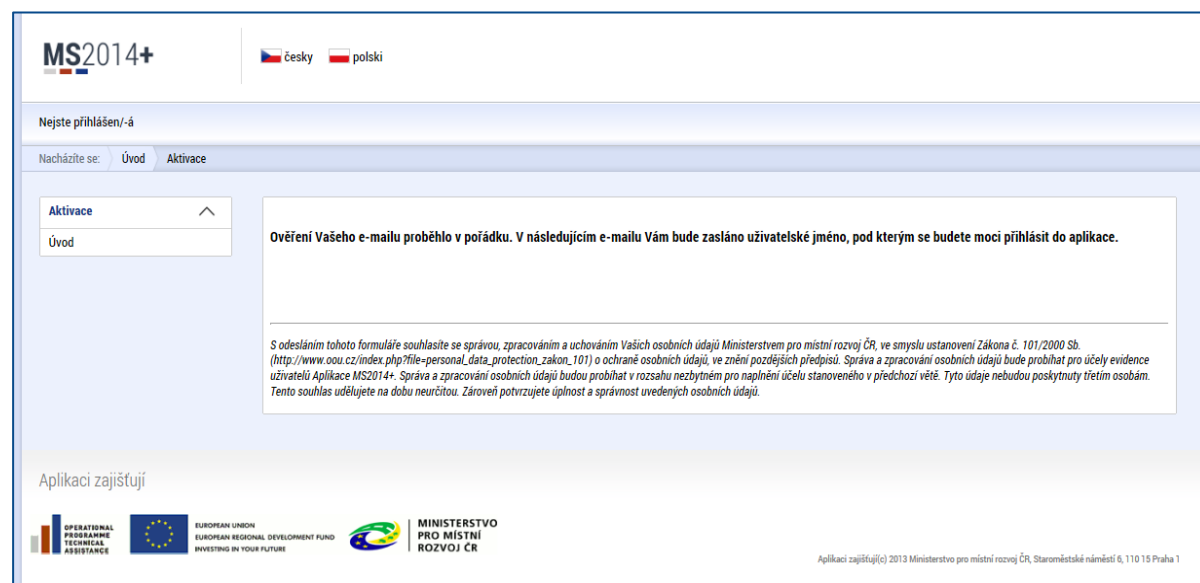 MS2014+
česky polski
Nejste přihlášen/-á
Nacházíte se: Úvod Aktivace
Aktivace
Úvod
Ověření Vašeho e-mailu proběhlo v pořádku. V následujícím e-mailu Vám bude zasláno uživatelské jméno, pod kterým se budete moci přihlásit do aplikace.
S odesláním tohoto formuláře souhlasíte se správou, zpracováním a uchováním Vašich osobních údajů Ministerstvem pro místní rozvoj ČR, ve smyslu ustanovení Zákona č. 101/2000 Sb.
(http://www.oou.cz/index.php?file=personal_data_protection_zakon_101) o ochraně osobních údajů, ve znění pozdějších předpisů. Správa a zpracování osobních údajů bude probíhat pro účely evidence
uživatelů Aplikace MS2014+. Správa a zpracování osobních údajů budou probíhat v rozsahu nezbytném pro naplnění účelu stanoveného v předchozí větě. Tyto údaje nebudou poskytnuty třetím osobám.
Tento souhlas udělujete na dobu neurčitou. Zároveň potvrzujete úplnost a správnost uvedených osobních údajů.
Aplikaci zajišťují
OPERATIONAL
PROGRAMME
TECHNICAL
ASSISTANCE
EUROPEAN UNION
EUROPEAN REGIONAL DEVELOPMENT FUND
INVESTING IN YOUR FUTURE
MINISTERSTVO
PRO MÍSTNÍ
ROZVOJ ČR
Aplikaci zajišťují(c) 2013 Ministerstvo pro místní rozvoj ČR, Staroměstské náměstí 6, 110 15 Praha 1